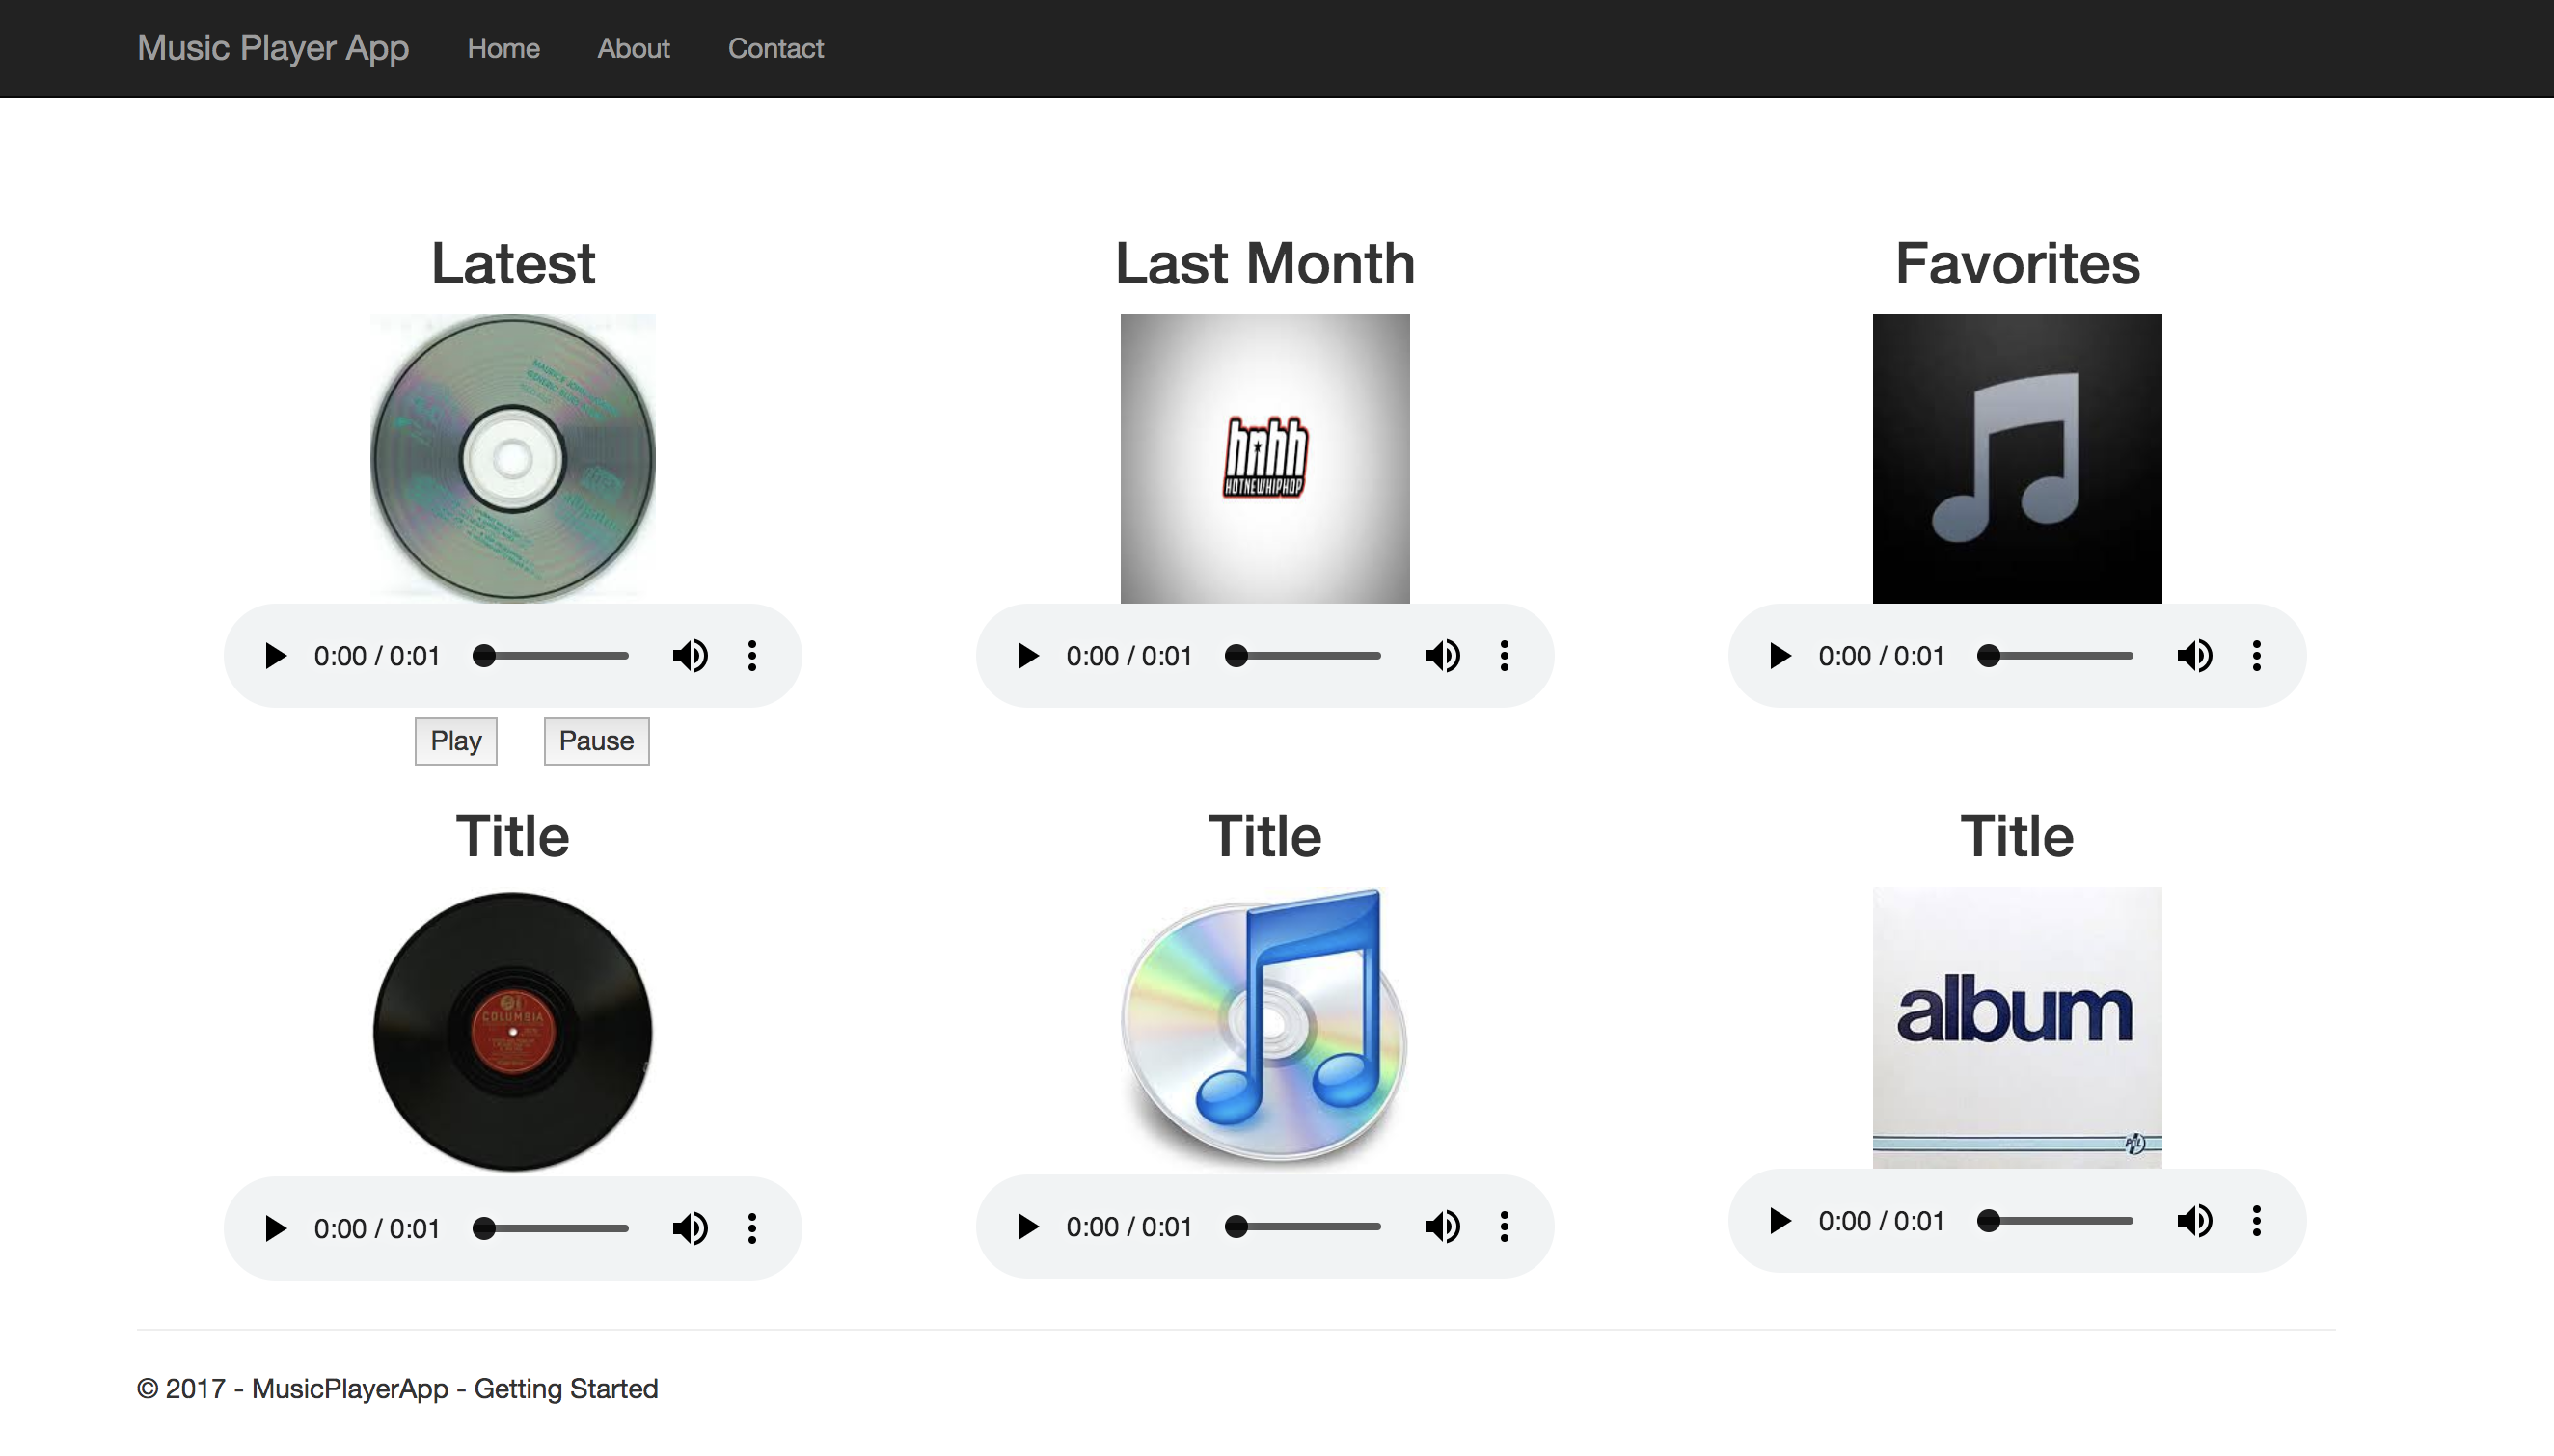 Music Player App Home About Contact
Latest
Last Month
Favorites
hnhh
HOTNEWHIPHOP
0:00 / 0:01
0:00 / 0:01
0:00 / 0:01
Play Pause
Title
Title
Title
COLUMBIA
album
PiL
0:00 / 0:01
0:00 / 0:01
0:00 / 0:01
© 2017 - MusicPlayerApp - Getting Started